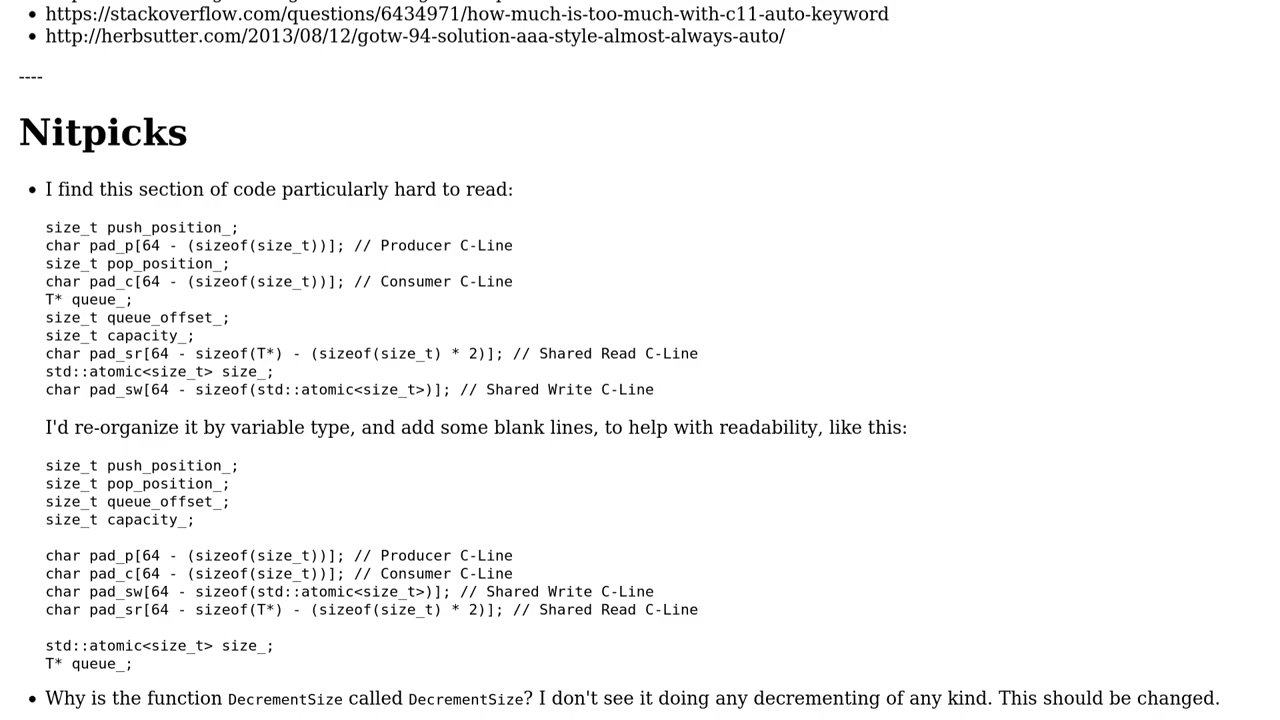 • https://stackoverflow.com/questions/6434971/how-much-is-too-much-with-c11-auto-keyword
• http://herbsutter.com/2013/08/12/gotw-94-solution-aaa-style-almost-always-auto/
----
Nitpicks
• I find this section of code particularly hard to read:
size_t push_position_;
char pad_p[64 - (sizeof(size_t))]; // Producer C-Line
size_t pop_position_;
char pad_c[64 - (sizeof(size_t))]; // Consumer C-Line
T* queue_;
size_t queue_offset_;
size_t capacity_;
char pad_sr[64 - sizeof(T*) - (sizeof(size_t) * 2)]; // Shared Read C-Line
std::atomic<size_t> size_;
char pad_sw[64 - sizeof(std::atomic<size_t>)]; // Shared Write C-Line
I'd re-organize it by variable type, and add some blank lines, to help with readability, like this:
size_t push_position_;
size_t pop_position_;
size_t queue_offset_;
size_t capacity_;
char pad_p[64 - (sizeof(size_t))]; // Producer C-Line
char pad_c[64 - (sizeof(size_t))]; // Consumer C-Line
char pad_sw[64 - sizeof(std::atomic<size_t>)]; // Shared Write C-Line
char pad_sr[64 - sizeof(T*) - (sizeof(size_t) * 2)]; // Shared Read C-Line
std::atomic<size_t> size_;
T* queue_;
• Why is the function DecrementSize called DecrementSize? I don't see it doing any decrementing of any kind. This should be changed.